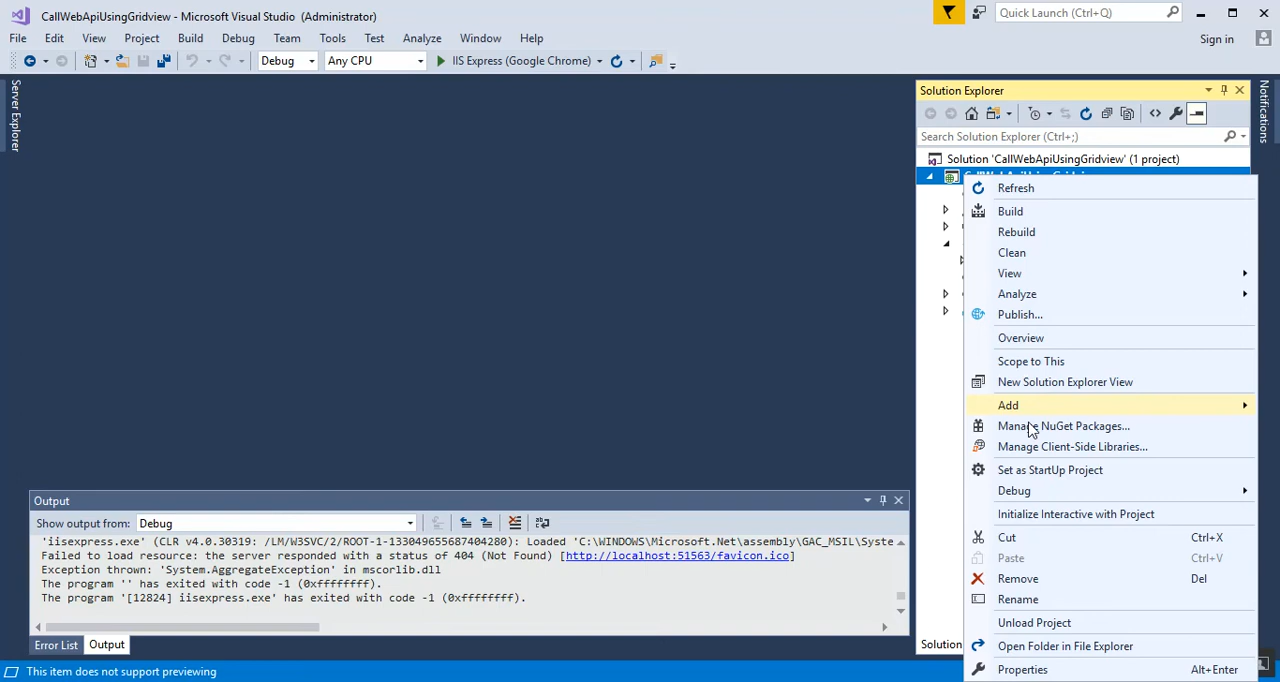 CallWebApiUsingGridview - Microsoft Visual Studio (Administrator)
Quick Launch (Ctrl+Q)
File Edit View Project Build Debug Team Tools Test Analyze Window Help
Sign in
Debug Any CPU IIS Express (Google Chrome)
Server Explorer
Solution Explorer
Notifications
Search Solution Explorer (Ctrl+;)
Solution 'CallWebApiUsingGridview' (1 project)
Refresh
Build
Rebuild
Clean
View
Analyze
Publish...
Overview
Scope to This
New Solution Explorer View
Add
Manage NuGet Packages...
Manage Client-Side Libraries...
Set as StartUp Project
Debug
Initialize Interactive with Project
Cut Ctrl+X
Paste Ctrl+V
Remove Del
Rename
Unload Project
Open Folder in File Explorer
Properties Alt+Enter
Output
Show output from: Debug
'iisexpress.exe' (CLR v4.0.30319: /LM/W3SVC/2/ROOT-1-133049655687404280): Loaded 'C:\WINDOWS\Microsoft.Net\assembly\GAC_MSIL\Syste
Failed to load resource: the server responded with a status of 404 (Not Found) [http://localhost:51563/favicon.ico]
Exception thrown: 'System.AggregateException' in mscorlib.dll
The program '' has exited with code -1 (0xffffffff).
The program '[12824] iisexpress.exe' has exited with code -1 (0xffffffff).
Error List Output
Solution
This item does not support previewing